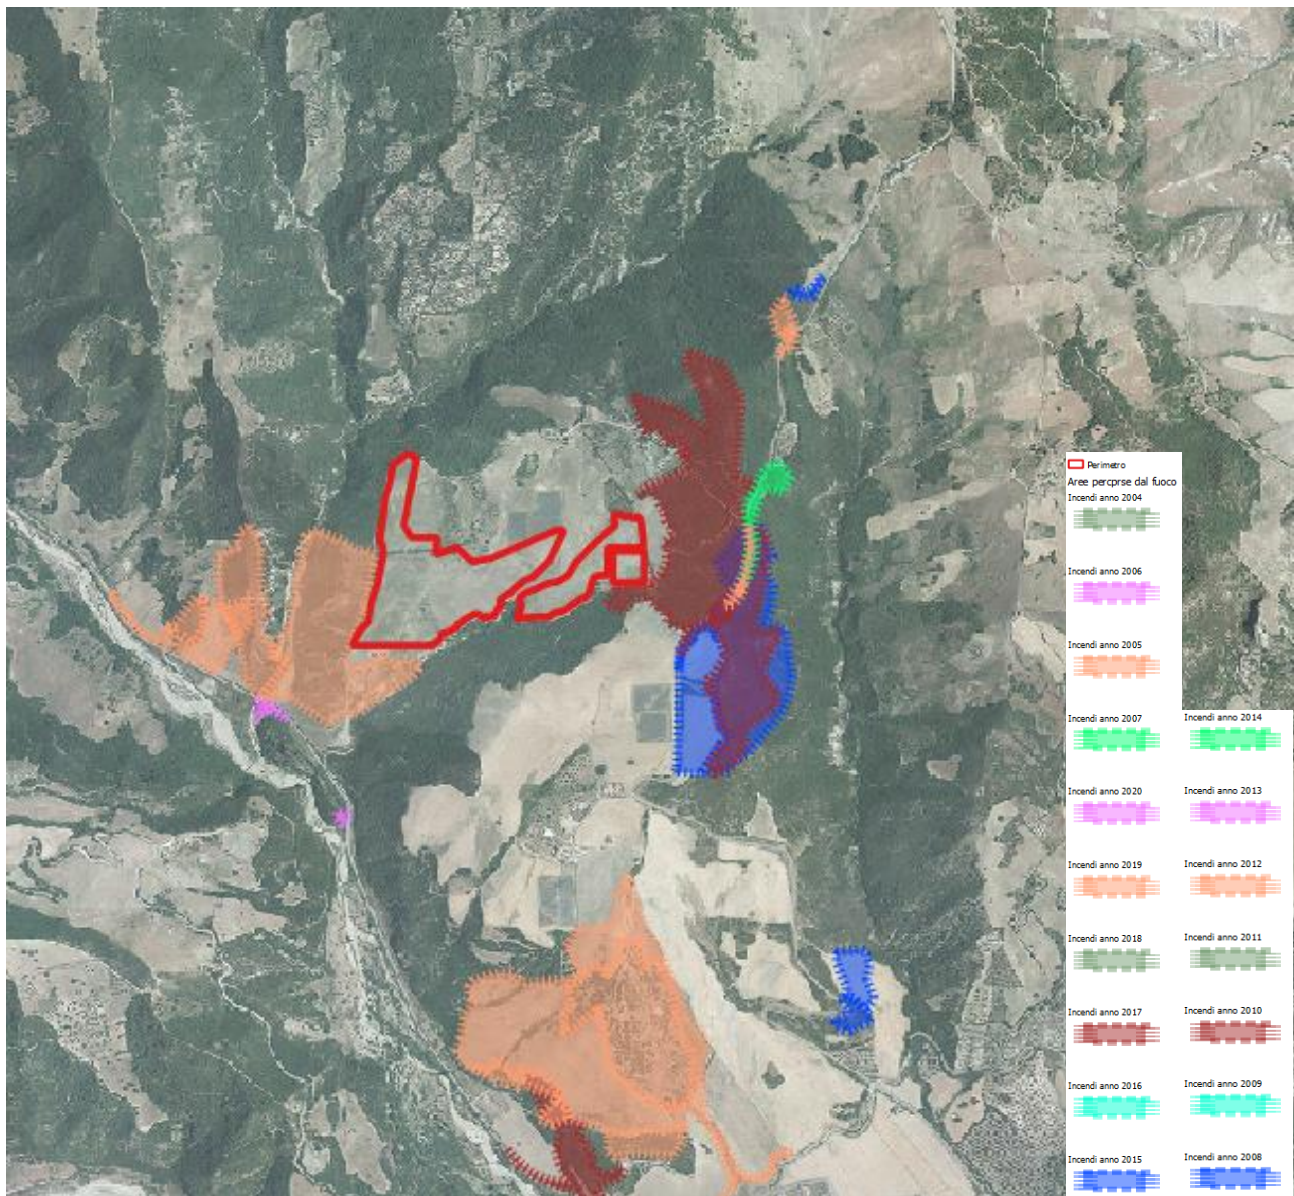 Perimetro
Aree percprse dal fuoco
Incendi anno 2004
Incendi anno 2006
Incendi anno 2005
Incendi anno 2007
Incendi anno 2014
Incendi anno 2020
Incendi anno 2013
Incendi anno 2019
Incendi anno 2012
Incendi anno 2018
Incendi anno 2011
Incendi anno 2017
Incendi anno 2010
Incendi anno 2016
Incendi anno 2009
Incendi anno 2015
Incendi anno 2008